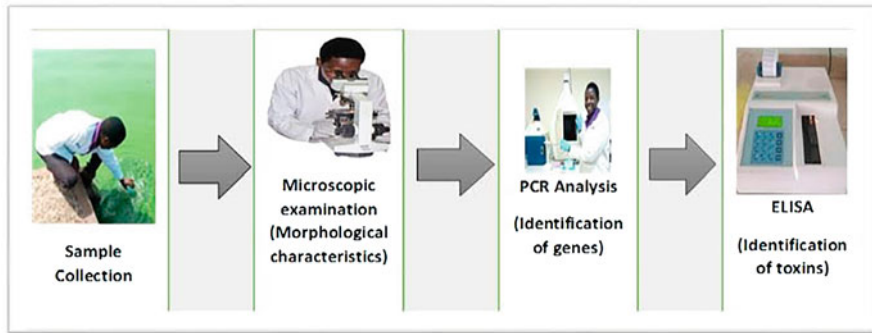 Sample
Collection
Microscopic
examination
(Morphological
characteristics)
PCR Analysis
(Identification
of genes)
ELISA
(Identification
of toxins)